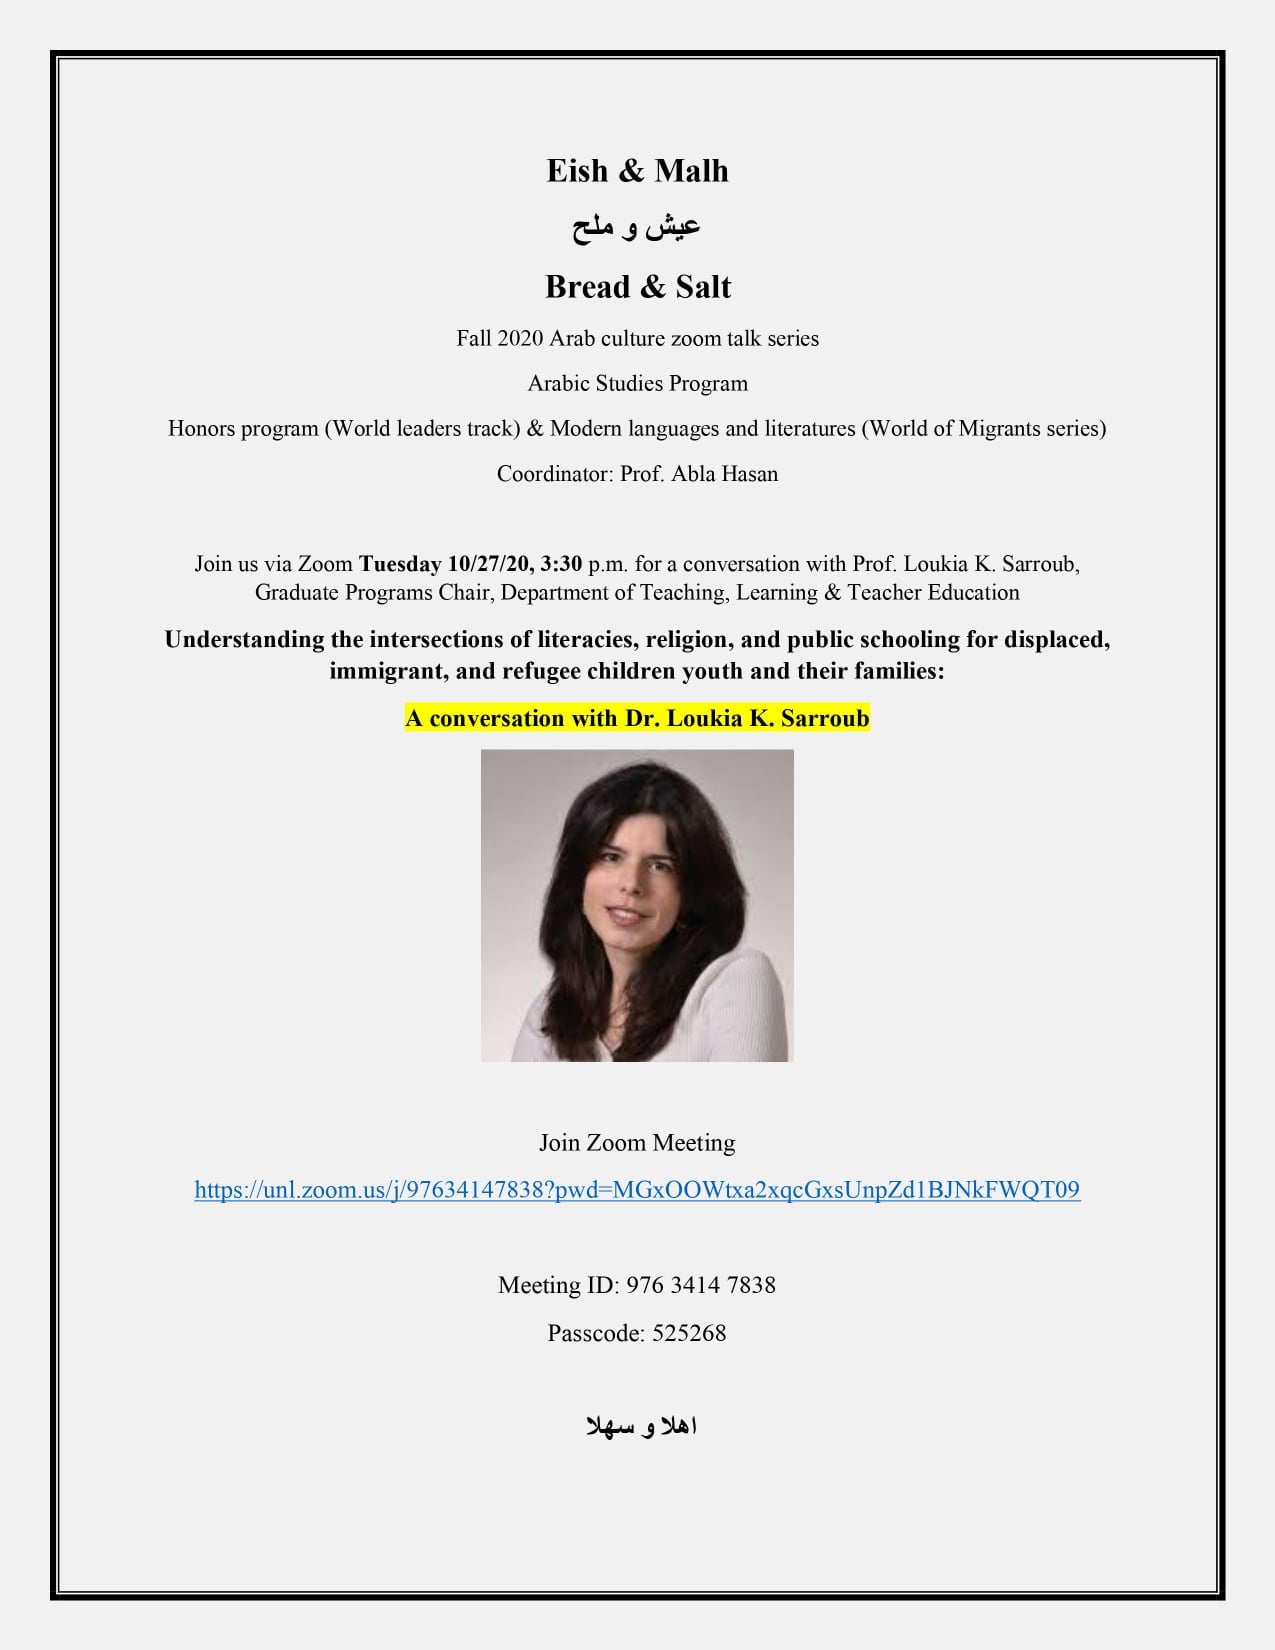 Eish & Malh
عيش و ملح
Bread & Salt
Fall 2020 Arab culture zoom talk series
Arabic Studies Program
Honors program (World leaders track) & Modern languages and literatures (World of Migrants series)
Coordinator: Prof. Abla Hasan
Join us via Zoom Tuesday 10/27/20, 3:30 p.m. for a conversation with Prof. Loukia K. Sarroub,
Graduate Programs Chair, Department of Teaching, Learning & Teacher Education
Understanding the intersections of literacies, religion, and public schooling for displaced,
immigrant, and refugee children youth and their families:
A conversation with Dr. Loukia K. Sarroub
Join Zoom Meeting
https://unl.zoom.us/j/97634147838?pwd=MGxOOWtxa2xqcGxsUnpZd1BJNkFWQT09
Meeting ID: 976 3414 7838
Passcode: 525268
اهلا و سهلا